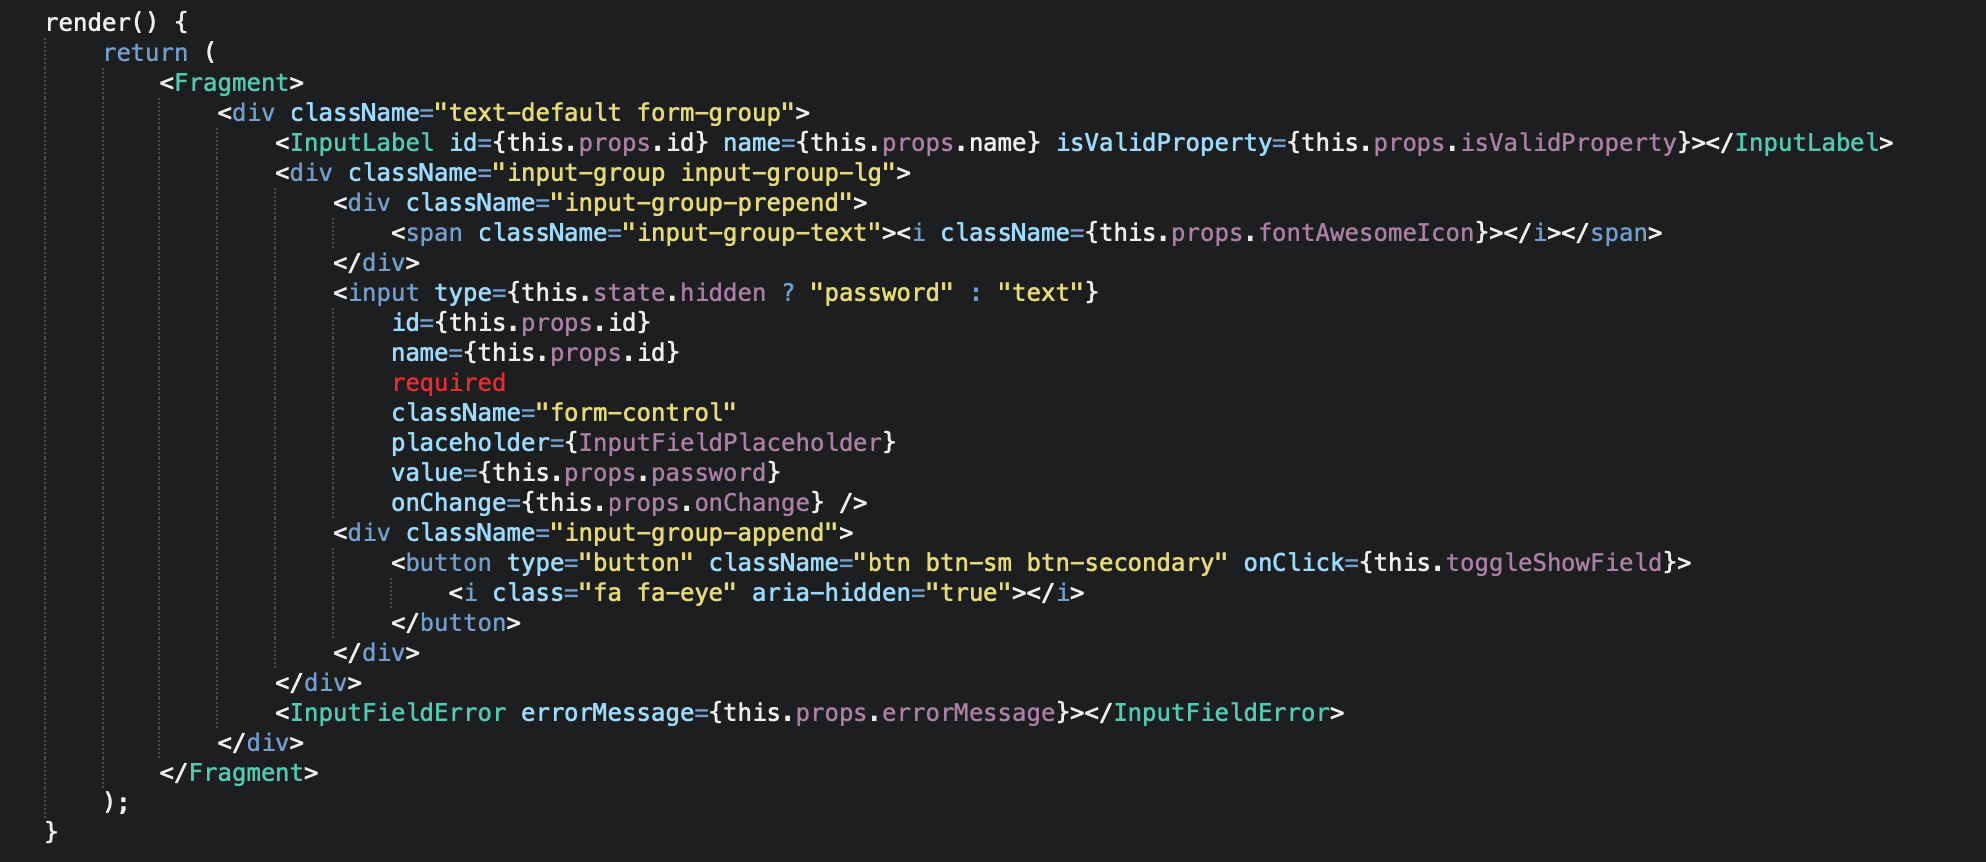 render() {
return (
<Fragment>
<div className="text-default form-group">
<InputLabel id={this.props.id} name={this.props.name} isValidProperty={this.props.isValidProperty}></InputLabel>
<div className="input-group input-group-lg">
<div className="input-group-prepend">
<span className="input-group-text"><i className={this.props.fontAwesomeIcon}></i></span>
</div>
<input type={this.state.hidden ? "password" : "text"}
id={this.props.id}
name={this.props.id}
required
className="form-control"
placeholder={InputFieldPlaceholder}
value={this.props.password}
onChange={this.props.onChange} />
<div className="input-group-append">
<button type="button" className="btn btn-sm btn-secondary" onClick={this.toggleShowField}>
<i class="fa fa-eye" aria-hidden="true"></i>
</button>
</div>
</div>
<InputFieldError errorMessage={this.props.errorMessage}></InputFieldError>
</div>
</Fragment>
);
}